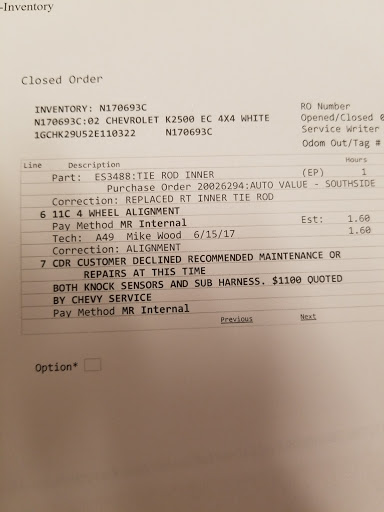 -Inventory
Closed Order
INVENTORY: N170693C RO Number
N170693C:02 CHEVROLET K2500 EC 4X4 WHITE Opened/Closed
1GCHK29U52E110322 N170693C Service Writer
Odom Out/Tag #
Line Description Hours
Part: ES3488:TIE ROD INNER (EP) 1
Purchase Order 20026294:AUTO VALUE - SOUTHSIDE
Correction: REPLACED RT INNER TIE ROD
6 11C 4 WHEEL ALIGNMENT
Pay Method MR Internal Est: 1.60
Tech: A49 Mike Wood 6/15/17 1.60
Correction: ALIGNMENT
7 CDR CUSTOMER DECLINED RECOMMENDED MAINTENANCE OR
REPAIRS AT THIS TIME
BOTH KNOCK SENSORS AND SUB HARNESS. $1100 QUOTED
BY CHEVY SERVICE
Pay Method MR Internal
Previous Next
Option*